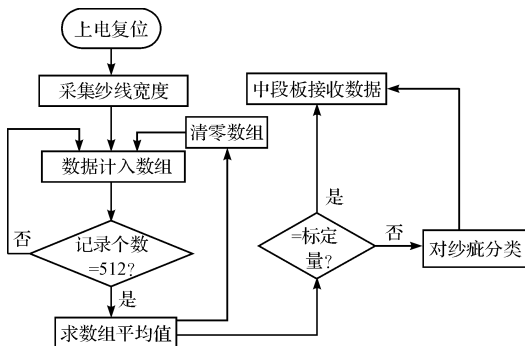 上电复位
采集纱线宽度
清零数组
数据计入数组
否
记录个数
=512?
是
求数组平均值
中段板接收数据
是
=标定
量?
否
对纱疵分类